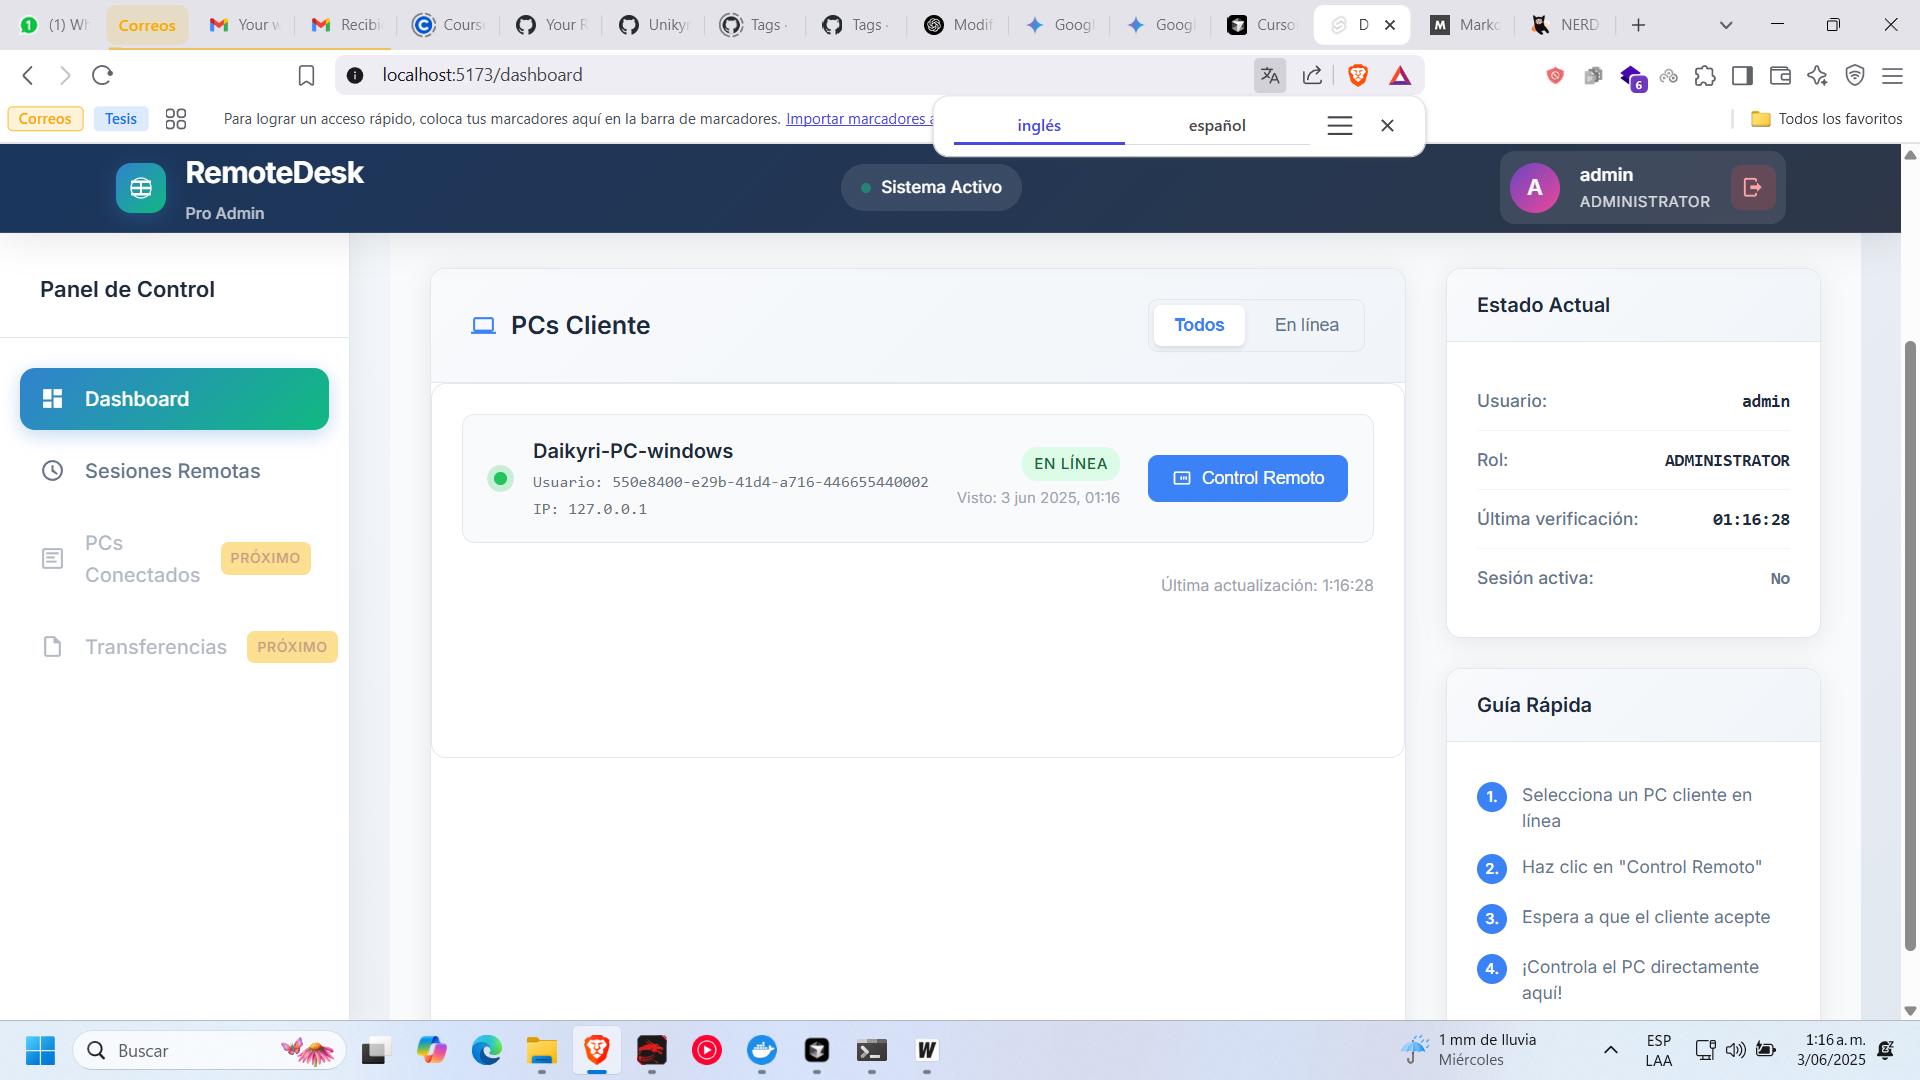 (1) Wh
Correos
Your w
Recibi
Cours
Your R
Unikyr
Tags ·
Tags ·
Modif
Googl
Googl
Curso
D
Marko
NERD
localhost:5173/dashboard
6
Correos
Tesis
Para lograr un acceso rápido, coloca tus marcadores aquí en la barra de marcadores. Importar marcadores a
inglés
español
Todos los favoritos
RemoteDesk
Pro Admin
Sistema Activo
A
admin
ADMINISTRATOR
Panel de Control
Dashboard
Sesiones Remotas
PCs
Conectados
PRÓXIMO
Transferencias
PRÓXIMO
PCs Cliente
Todos
En línea
Daikyri-PC-windows
Usuario: 550e8400-e29b-41d4-a716-446655440002
IP: 127.0.0.1
EN LÍNEA
Visto: 3 jun 2025, 01:16
Control Remoto
Última actualización: 1:16:28
Estado Actual
Usuario: admin
Rol: ADMINISTRATOR
Última verificación: 01:16:28
Sesión activa: No
Guía Rápida
1. Selecciona un PC cliente en
línea
2. Haz clic en "Control Remoto"
3. Espera a que el cliente acepte
4. ¡Controla el PC directamente
aquí!
Buscar
1 mm de lluvia
Miércoles
ESP
LAA
1:16 a. m.
3/06/2025